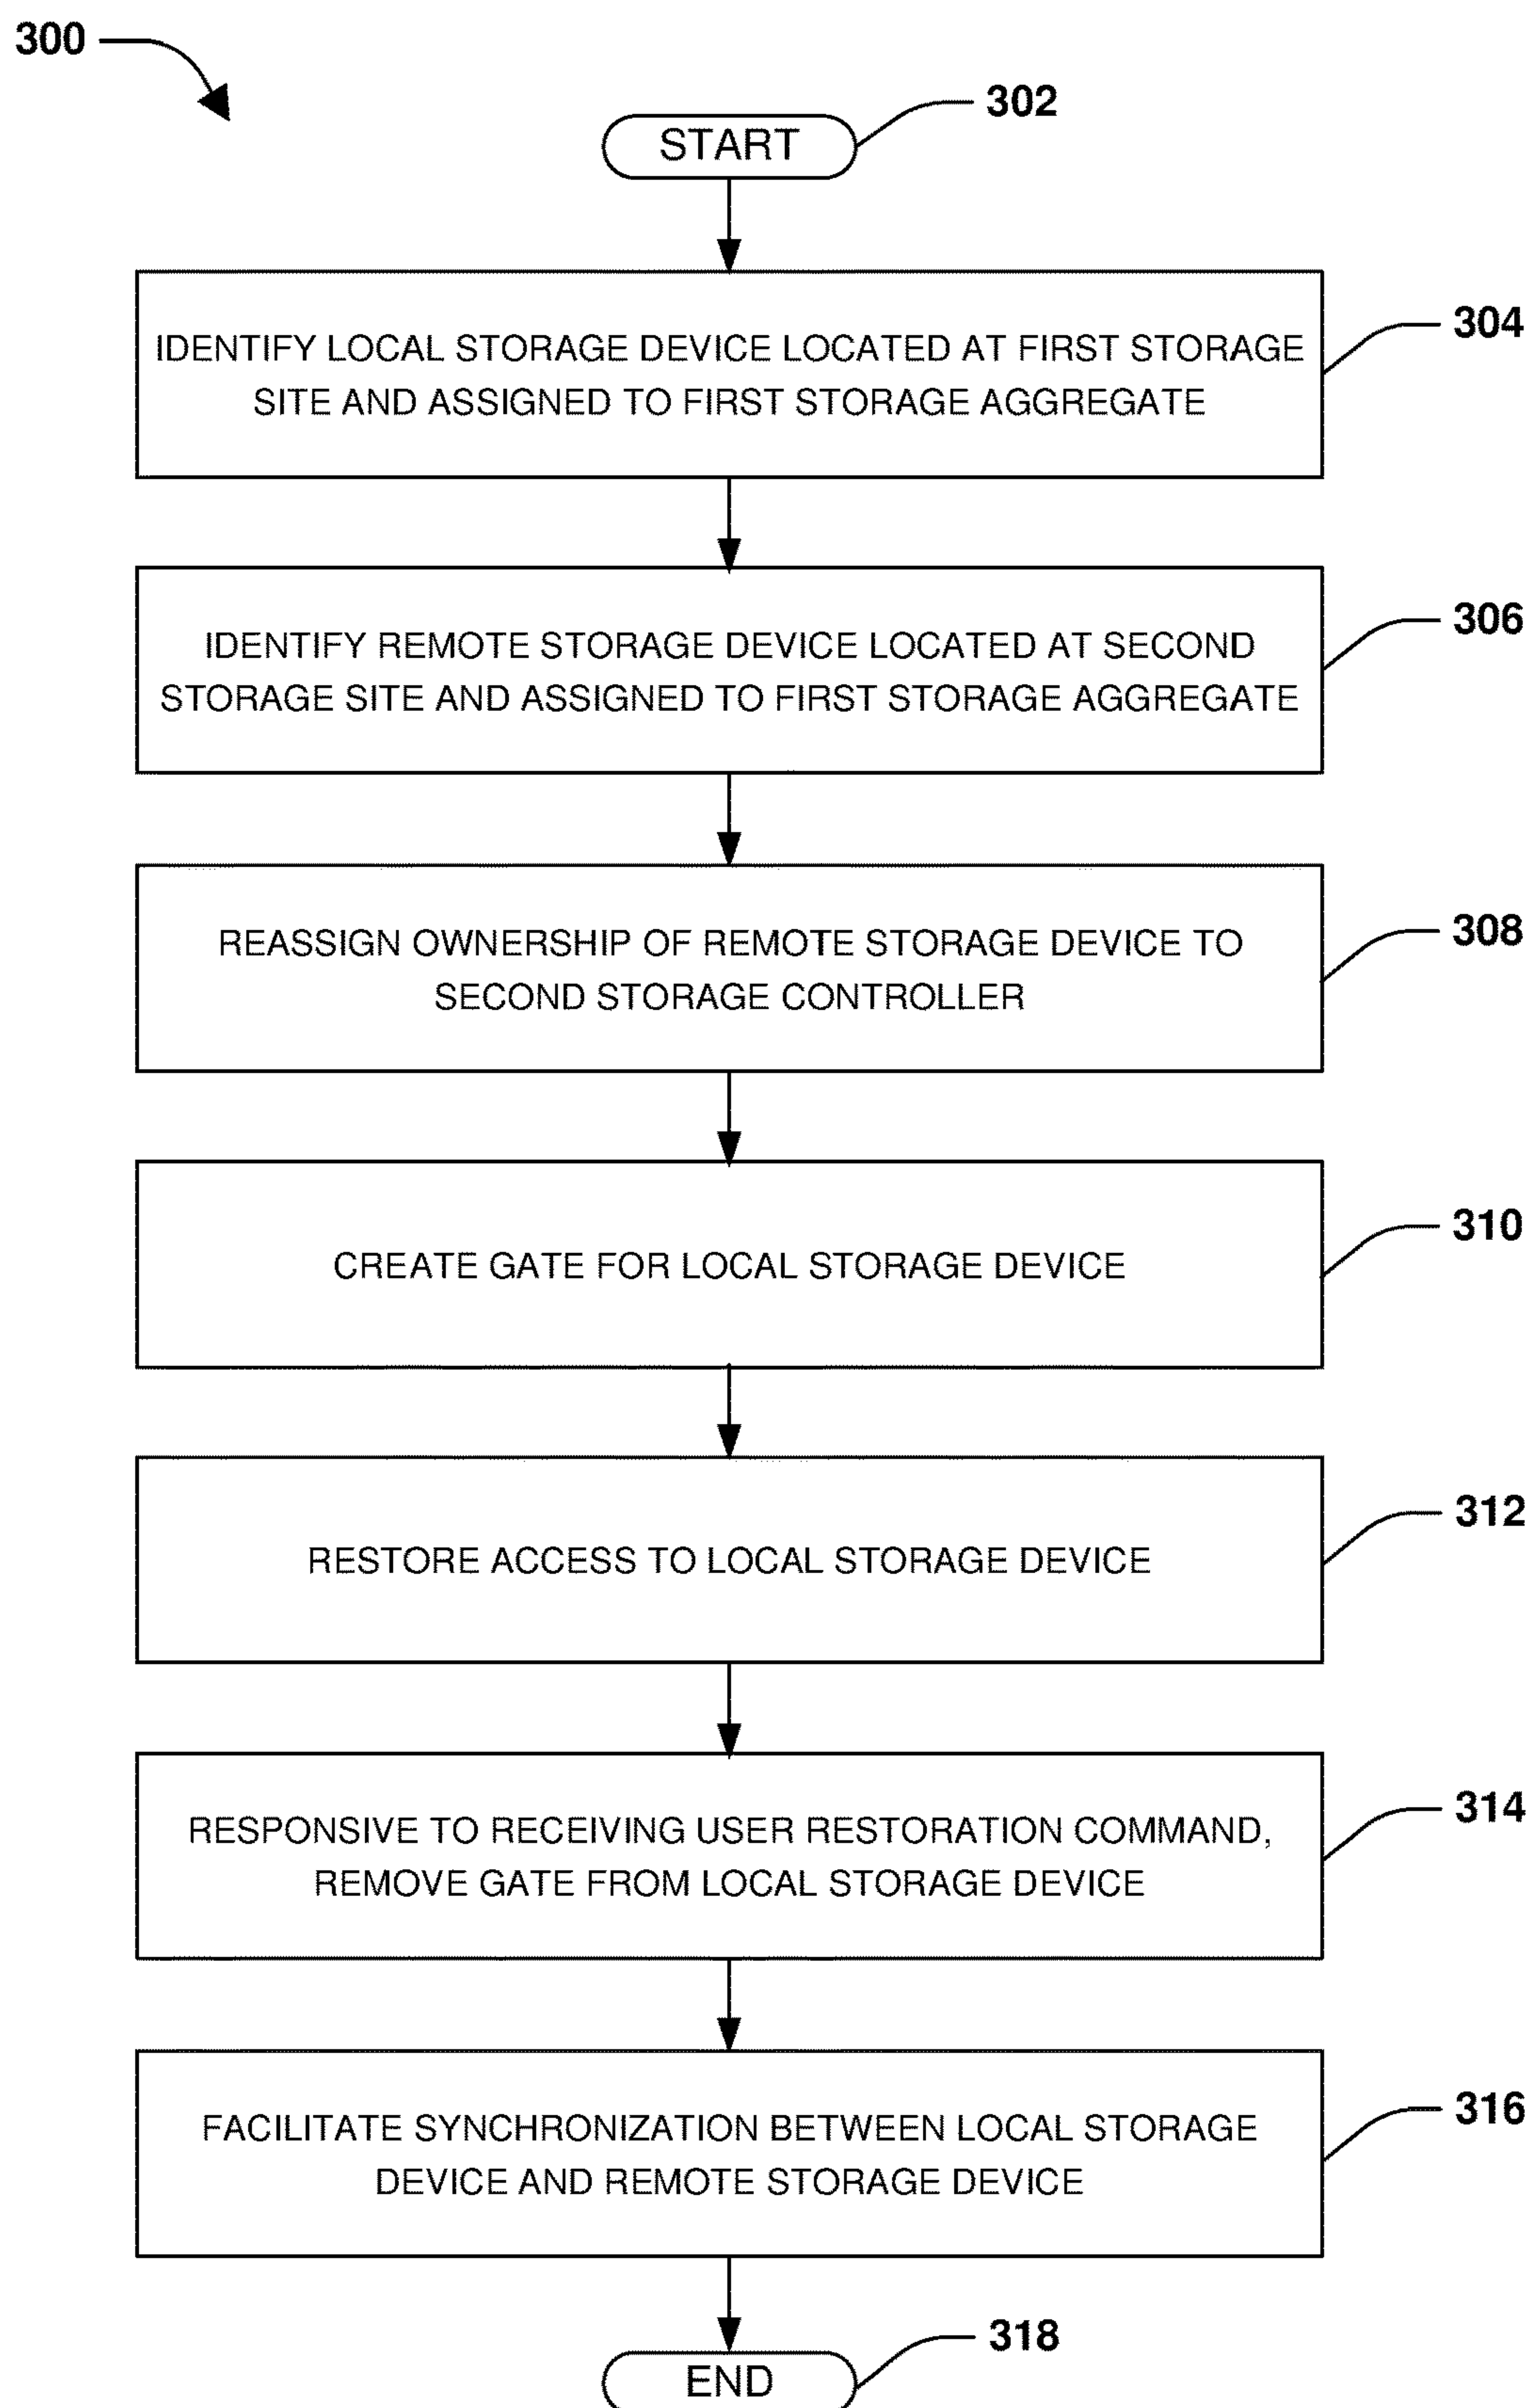 300
302
START
304
IDENTIFY LOCAL STORAGE DEVICE LOCATED AT FIRST STORAGE
SITE AND ASSIGNED TO FIRST STORAGE AGGREGATE
306
IDENTIFY REMOTE STORAGE DEVICE LOCATED AT SECOND
STORAGE SITE AND ASSIGNED TO FIRST STORAGE AGGREGATE
308
REASSIGN OWNERSHIP OF REMOTE STORAGE DEVICE TO
SECOND STORAGE CONTROLLER
310
CREATE GATE FOR LOCAL STORAGE DEVICE
312
RESTORE ACCESS TO LOCAL STORAGE DEVICE
314
RESPONSIVE TO RECEIVING USER RESTORATION COMMAND,
REMOVE GATE FROM LOCAL STORAGE DEVICE
316
FACILITATE SYNCHRONIZATION BETWEEN LOCAL STORAGE
DEVICE AND REMOTE STORAGE DEVICE
318
END